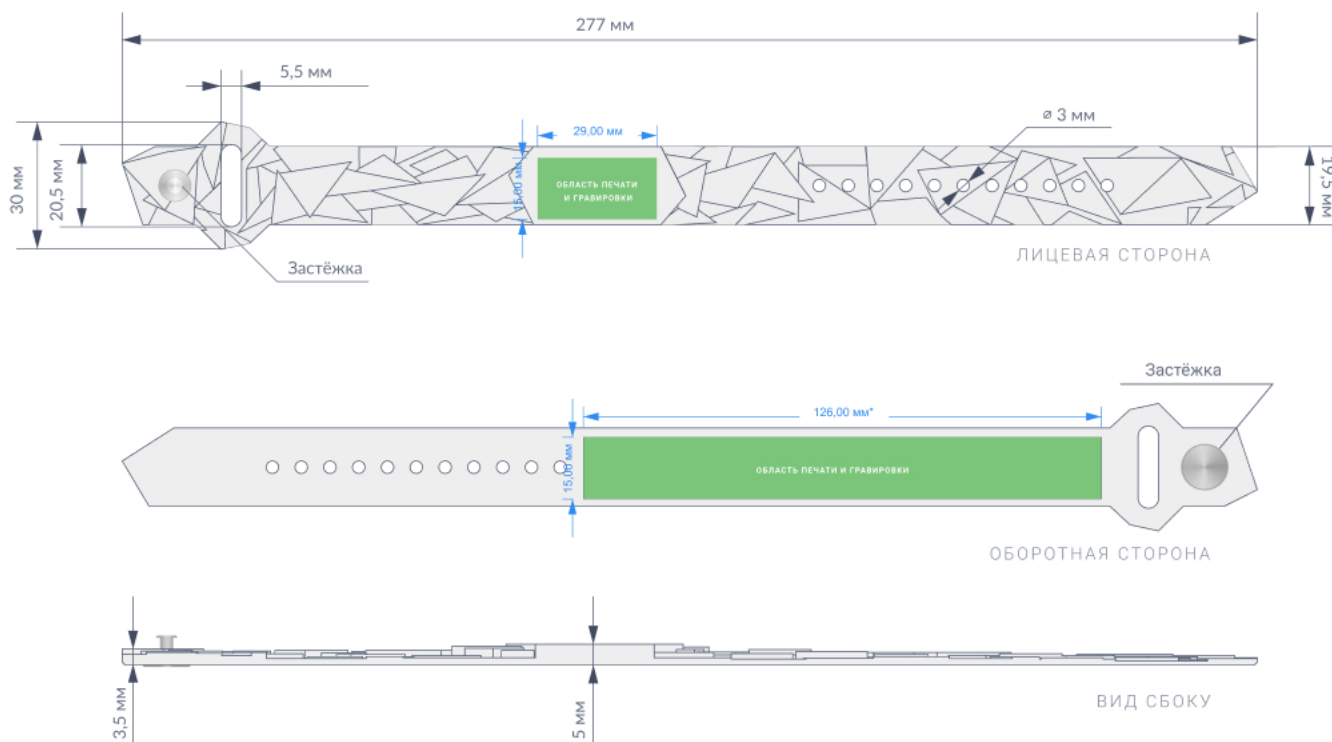 277 мм
5,5 мм
29,00 мм
⌀ 3 мм
30 мм
20,5 мм
15,00 мм
ОБЛАСТЬ ПЕЧАТИ
И ГРАВИРОВКИ
19,5 мм
Застёжка
ЛИЦЕВАЯ СТОРОНА
Застёжка
126,00 мм*
15,00 мм
ОБЛАСТЬ ПЕЧАТИ И ГРАВИРОВКИ
ОБОРОТНАЯ СТОРОНА
3,5 мм
5 мм
ВИД СБОКУ